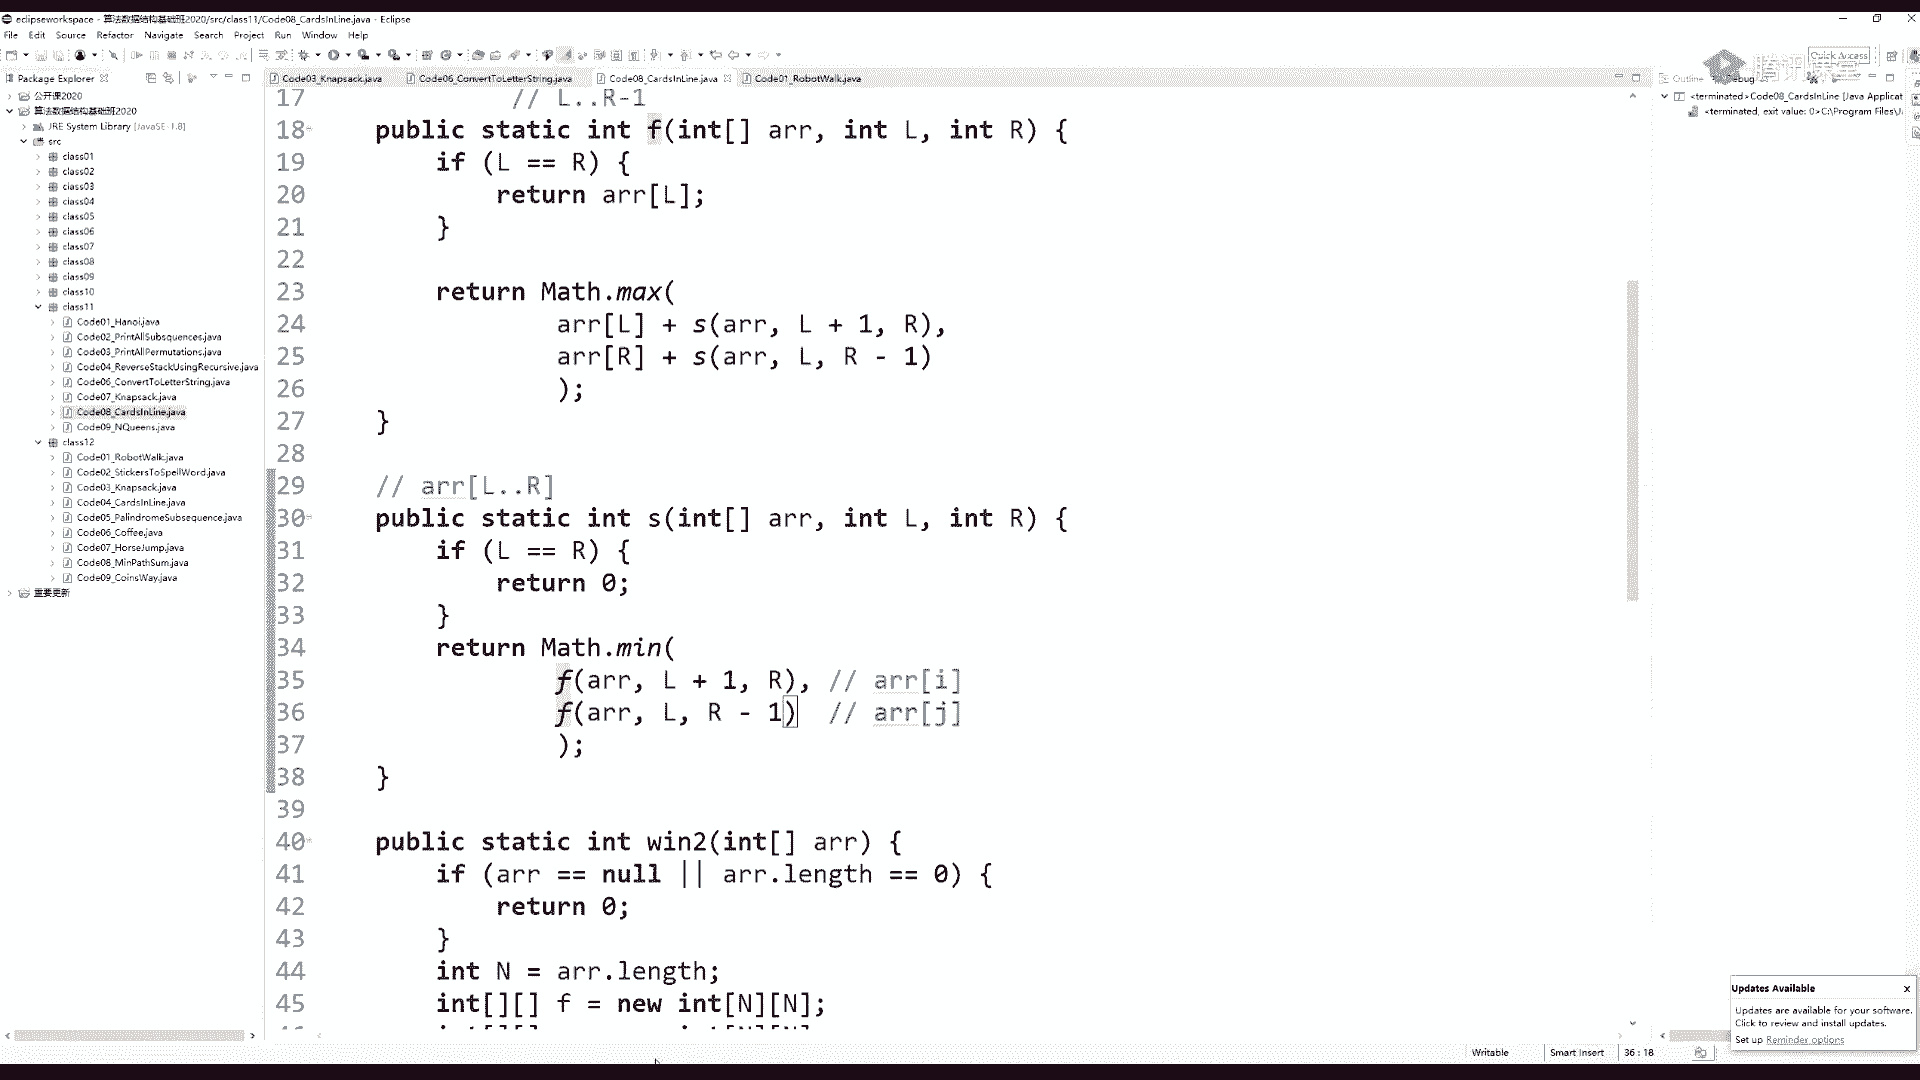 eclipseworkspace - 算法数据结构基础班2020/src/class11/Code08_CardsInLine.java - Eclipse
File Edit Source Refactor Navigate Search Project Run Window Help
Quick Access
腾讯课堂
Package Explorer
Code03_Knapsack.java Code06_ConvertToLetterString.java Code08_CardsInLine.java Code01_RobotWalk.java
Outline Debug
公开课2020
算法数据结构基础班2020
JRE System Library [JavaSE-1.8]
src
class01
class02
class03
class04
class05
class06
class07
class08
class09
class10
class11
Code01_Hanoi.java
Code02_PrintAllSubsquences.java
Code03_PrintAllPermutations.java
Code04_ReverseStackUsingRecursive.java
Code06_ConvertToLetterString.java
Code07_Knapsack.java
Code08_CardsInLine.java
Code09_NQueens.java
class12
Code01_RobotWalk.java
Code02_StickersToSpellWord.java
Code03_Knapsack.java
Code04_CardsInLine.java
Code05_PalindromeSubsequence.java
Code06_Coffee.java
Code07_HorseJump.java
Code08_MinPathSum.java
Code09_CoinsWay.java
重要更新
17 // L..R-1
18 public static int f(int[] arr, int L, int R) {
19 if (L == R) {
20 return arr[L];
21 }
22
23 return Math.max(
24 arr[L] + s(arr, L + 1, R),
25 arr[R] + s(arr, L, R - 1)
26 );
27 }
28
29 // arr[L..R]
30 public static int s(int[] arr, int L, int R) {
31 if (L == R) {
32 return 0;
33 }
34 return Math.min(
35 f(arr, L + 1, R), // arr[i]
36 f(arr, L, R - 1) // arr[j]
37 );
38 }
39
40 public static int win2(int[] arr) {
41 if (arr == null || arr.length == 0) {
42 return 0;
43 }
44 int N = arr.length;
45 int[][] f = new int[N][N];
<terminated> Code08_CardsInLine [Java Applicat
<terminated, exit value: 0>C:\Program Files\J
Updates Available
Updates are available for your software.
Click to review and install updates.
Set up Reminder options
Writable Smart Insert 36 : 18